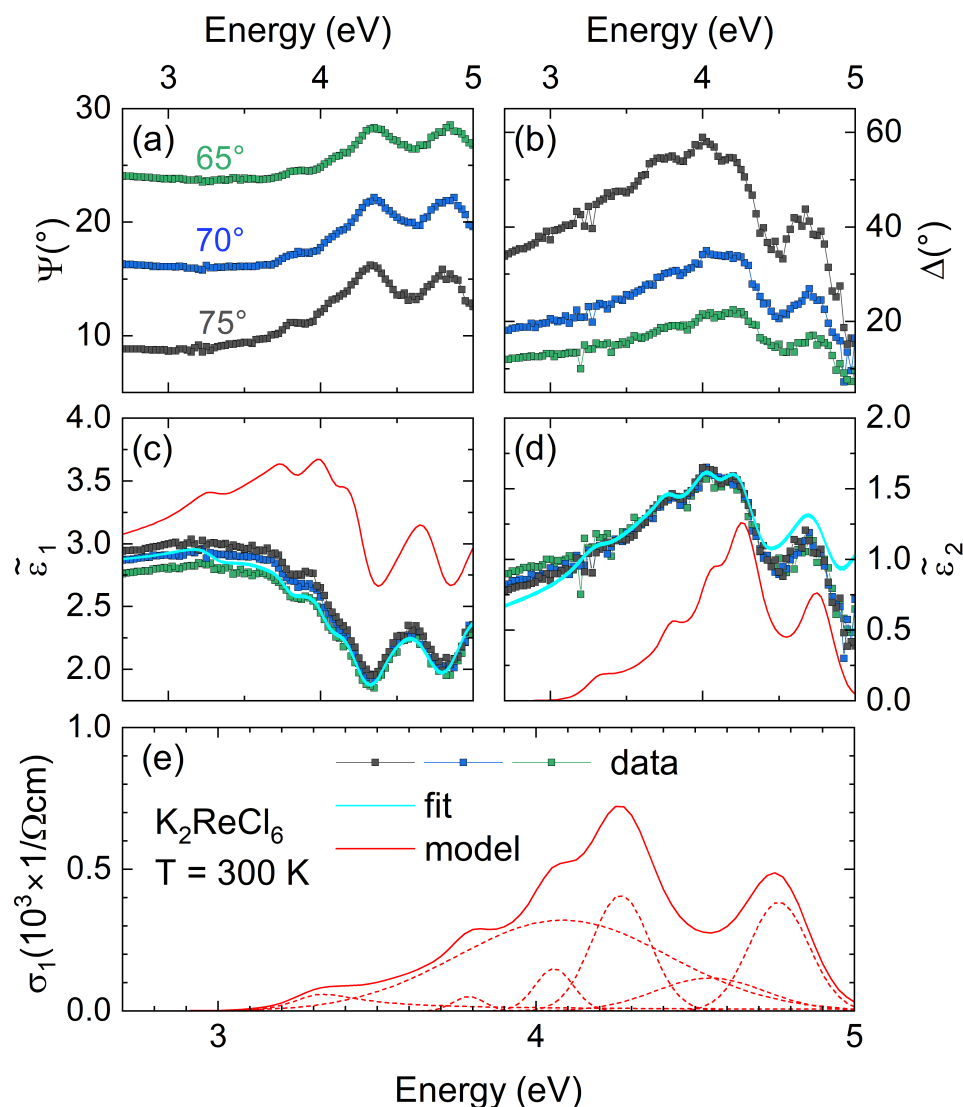 Energy (eV) Energy (eV)
3 4 5 3 4 5
30 (a) (b) 60
65°
20 70° 40
Ψ(°) Δ(°)
75°
10 20
4.0 (c) (d) 2.0
3.5 1.5
ε̃₁ 3.0 1.0 ε̃₂
2.5 0.5
2.0 0.0
1.0 (e) data
fit
K₂ReCl₆
model
T = 300 K
0.5
σ₁(10³×1/Ωcm)
0.0
3 4 5
Energy (eV)